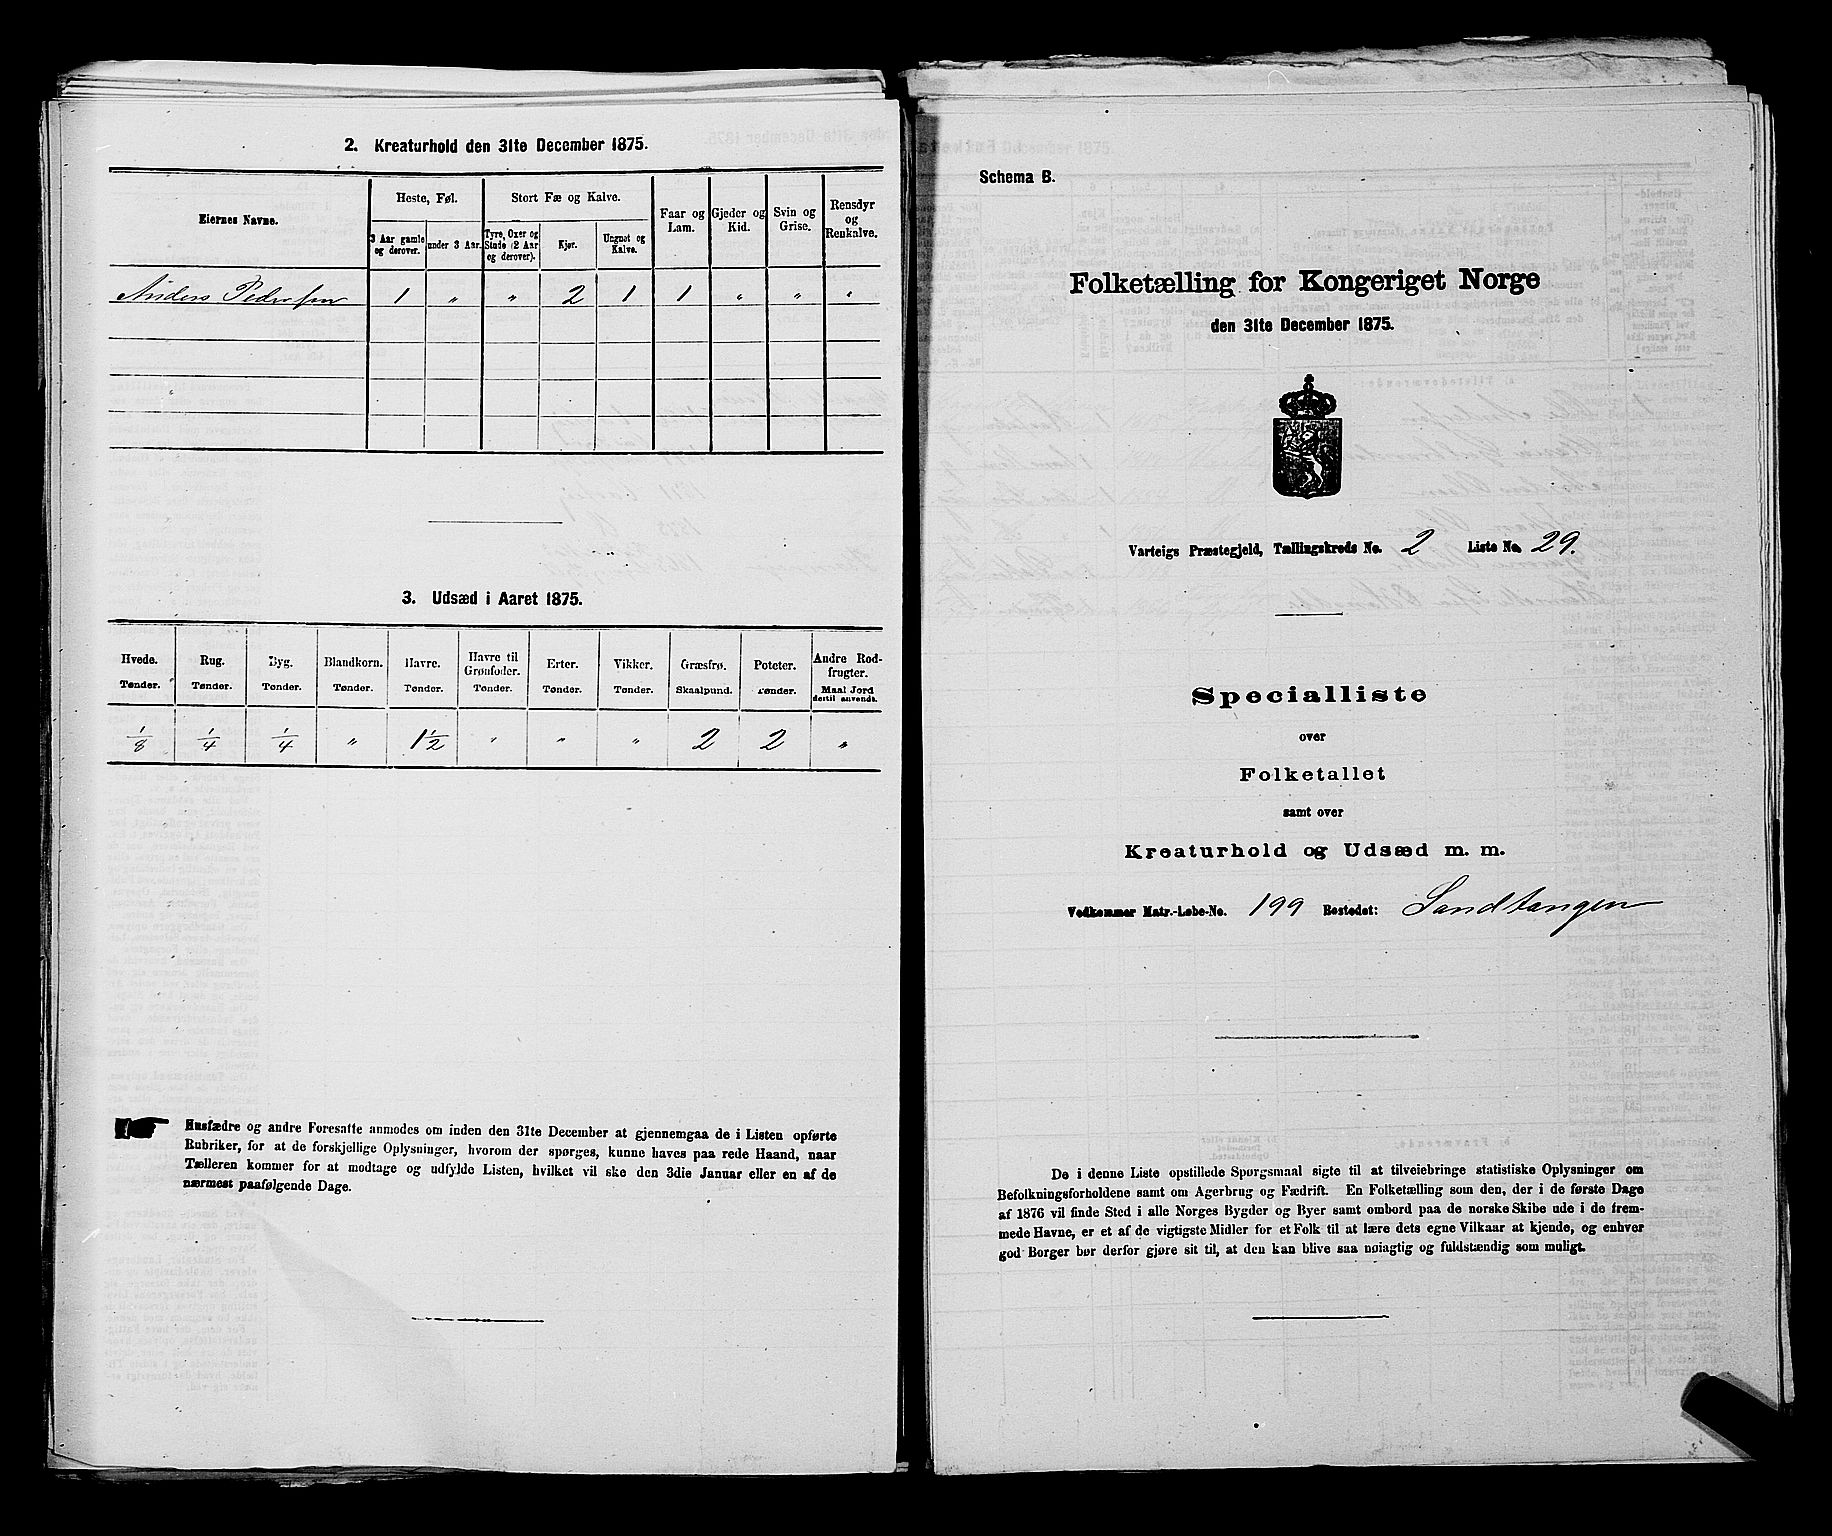 2. Kreaturhold den 31te December 1875.
Eiernes Navne.
Heste, Føl.
Stort Fæ og Kalve.
Faar og Lam.
Gjeder og Kid.
Svin og Grise.
Rensdyr og Renkalve.
3 Aar gamle og derover.
under 3 Aar.
Tyre, Oxer og Stude (2 Aar og derover).
Kjør.
Ungnøt og Kalve.
Anders Pedersen 1 " " 2 1 1 " " "
3. Udsæd i Aaret 1875.
Hvede. Rug. Byg. Blandkorn. Havre. Havre til Grønfoder. Erter. Vikker. Græsfrø. Poteter. Andre Rodfrugter.
Tønder. Tønder. Tønder. Tønder. Tønder. Tønder. Tønder. Tønder. Skaalpund. Tønder. Maal Jord dertil anvendt.
1/8 1/4 1/4 " 1 1/2 " " " 2 2 "
Husfædre og andre Foresatte anmodes om inden den 31te December at gjennemgaa de i Listen opførte
Rubriker, for at de forskjellige Oplysninger, hvorom der spørges, kunne haves paa rede Haand, naar
Tælleren kommer for at modtage og udfylde Listen, hvilket vil ske den 3die Januar eller en af de
nærmest paafølgende Dage.
Schema B.
Folketælling for Kongeriget Norge
den 31te December 1875.
Varteigs Præstegjeld, Tællingskreds No. 2 Liste No. 29.
Specialliste
over
Folketallet
samt over
Kreaturhold og Udsæd m. m.
Vedkommer Matr.-Løbe-No. 199 Bostedet: Sandtangen
De i denne Liste opstillede Spørgsmaal sigte til at tilveiebringe statistiske Oplysninger om
Befolkningsforholdene samt om Agerbrug og Fædrift. En Folketælling som den, der i de første Dage
af 1876 vil finde Sted i alle Norges Bygder og Byer samt ombord paa de norske Skibe ude i de frem-
mede Havne, er et af de vigtigste Midler for et Folk til at lære dets egne Vilkaar at kjende, og enhver
god Borger bør derfor gjøre sit til, at den kan blive saa nøiagtig og fuldstændig som muligt.